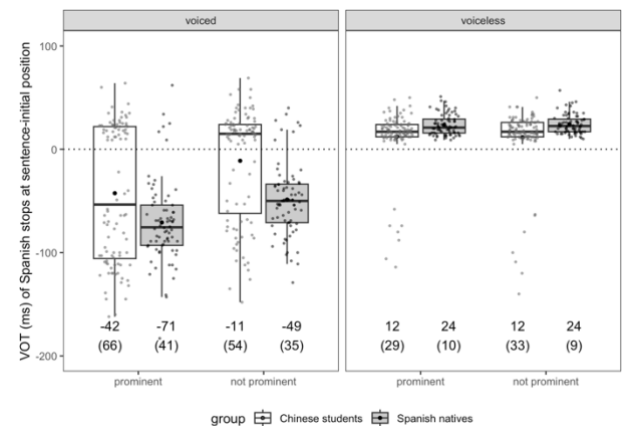 voiced
voiceless
VOT (ms) of Spanish stops at sentence-initial position
100
0
-100
-200
-42 -71 -11 -49
(66) (41) (54) (35)
12 24 12 24
(29) (10) (33) (9)
prominent not prominent
prominent not prominent
group Chinese students Spanish natives